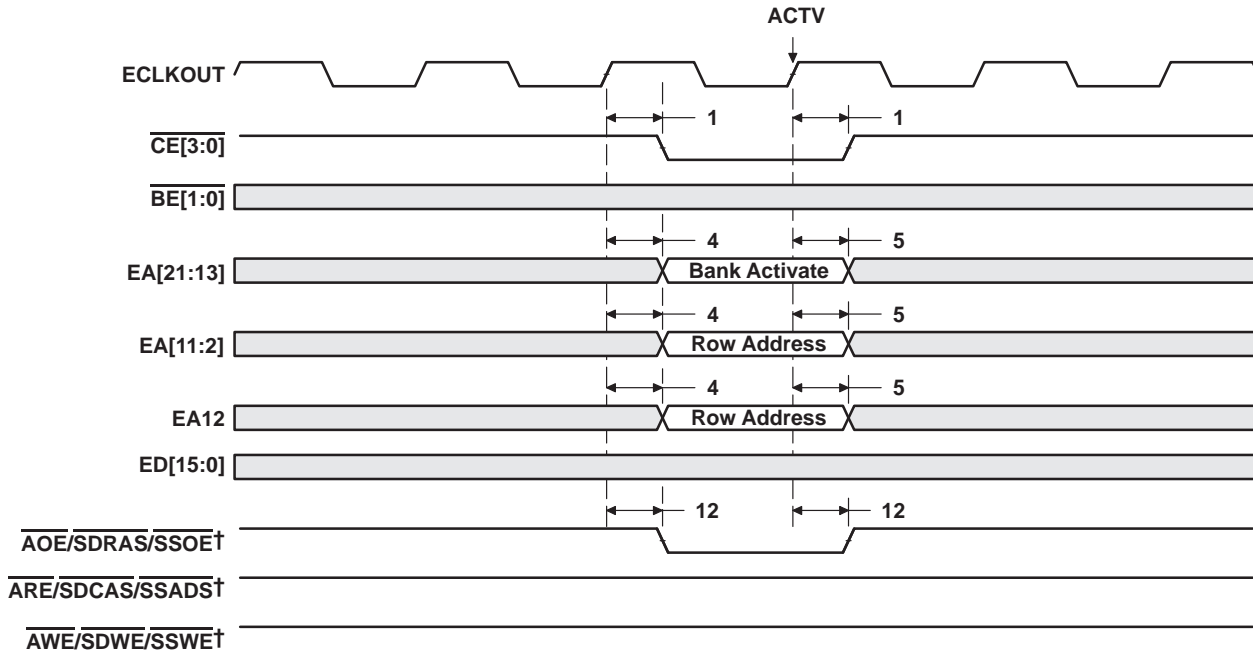 ACTV
ECLKOUT
1 1
CE[3:0]
BE[1:0]
4 5
EA[21:13] Bank Activate
4 5
EA[11:2] Row Address
4 5
EA12 Row Address
ED[15:0]
12 12
AOE/SDRAS/SSOE†
ARE/SDCAS/SSADS†
AWE/SDWE/SSWE†